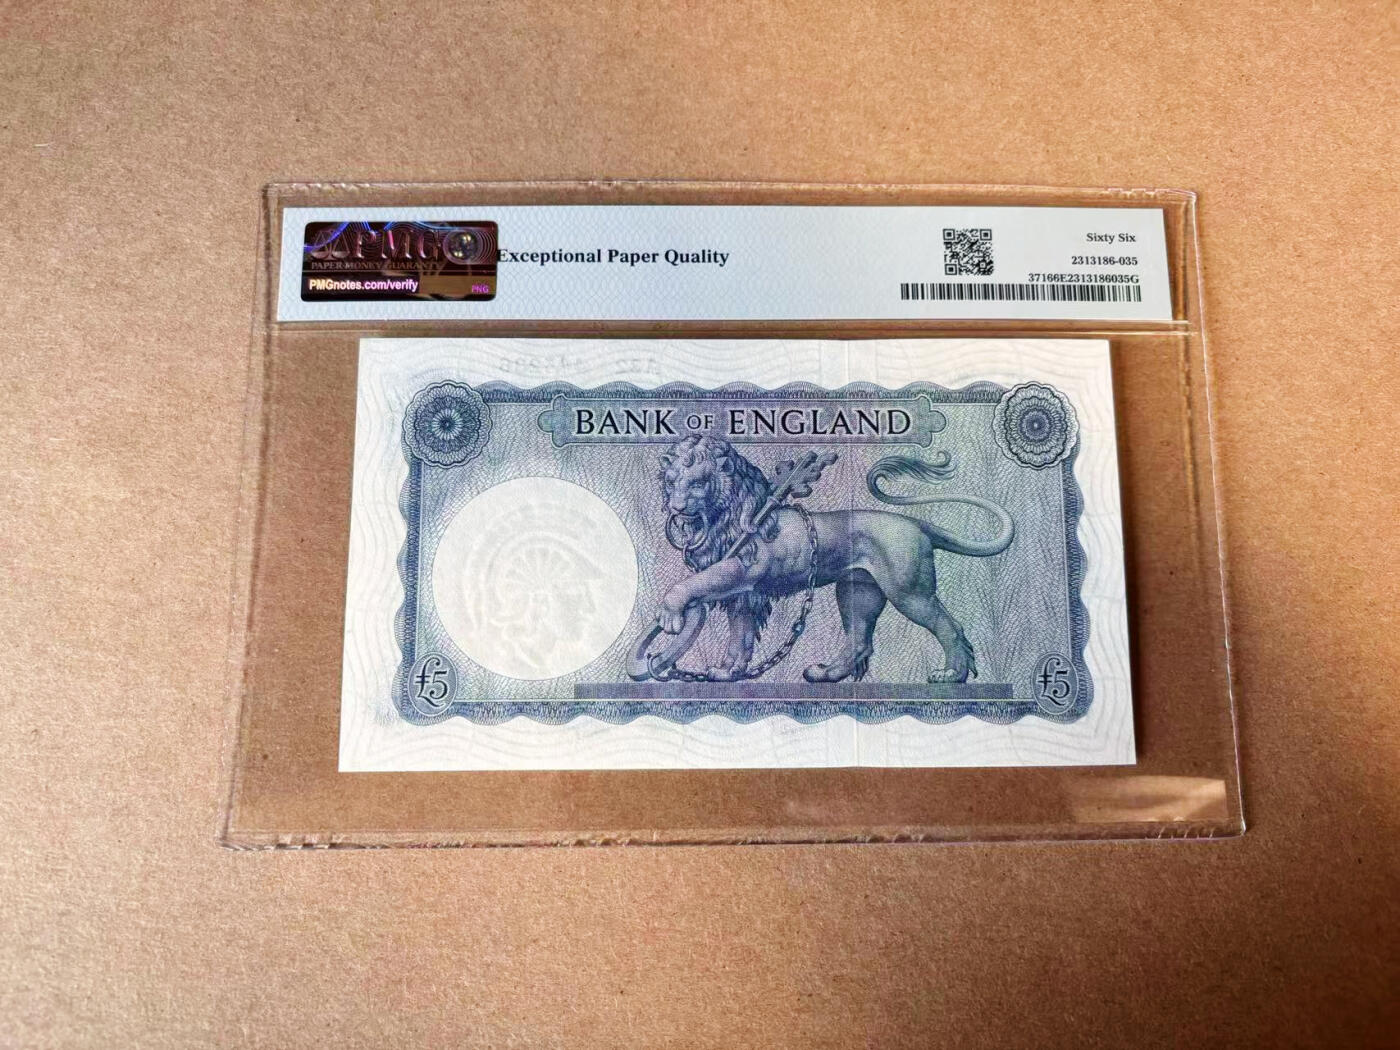 PMG
PAPER MONEY GUARANTY
PMGnotes.com/verify
PNG
Exceptional Paper Quality
Sixty Six
2313186-035
37166E2313186035G
BANK OF ENGLAND
£5
£5